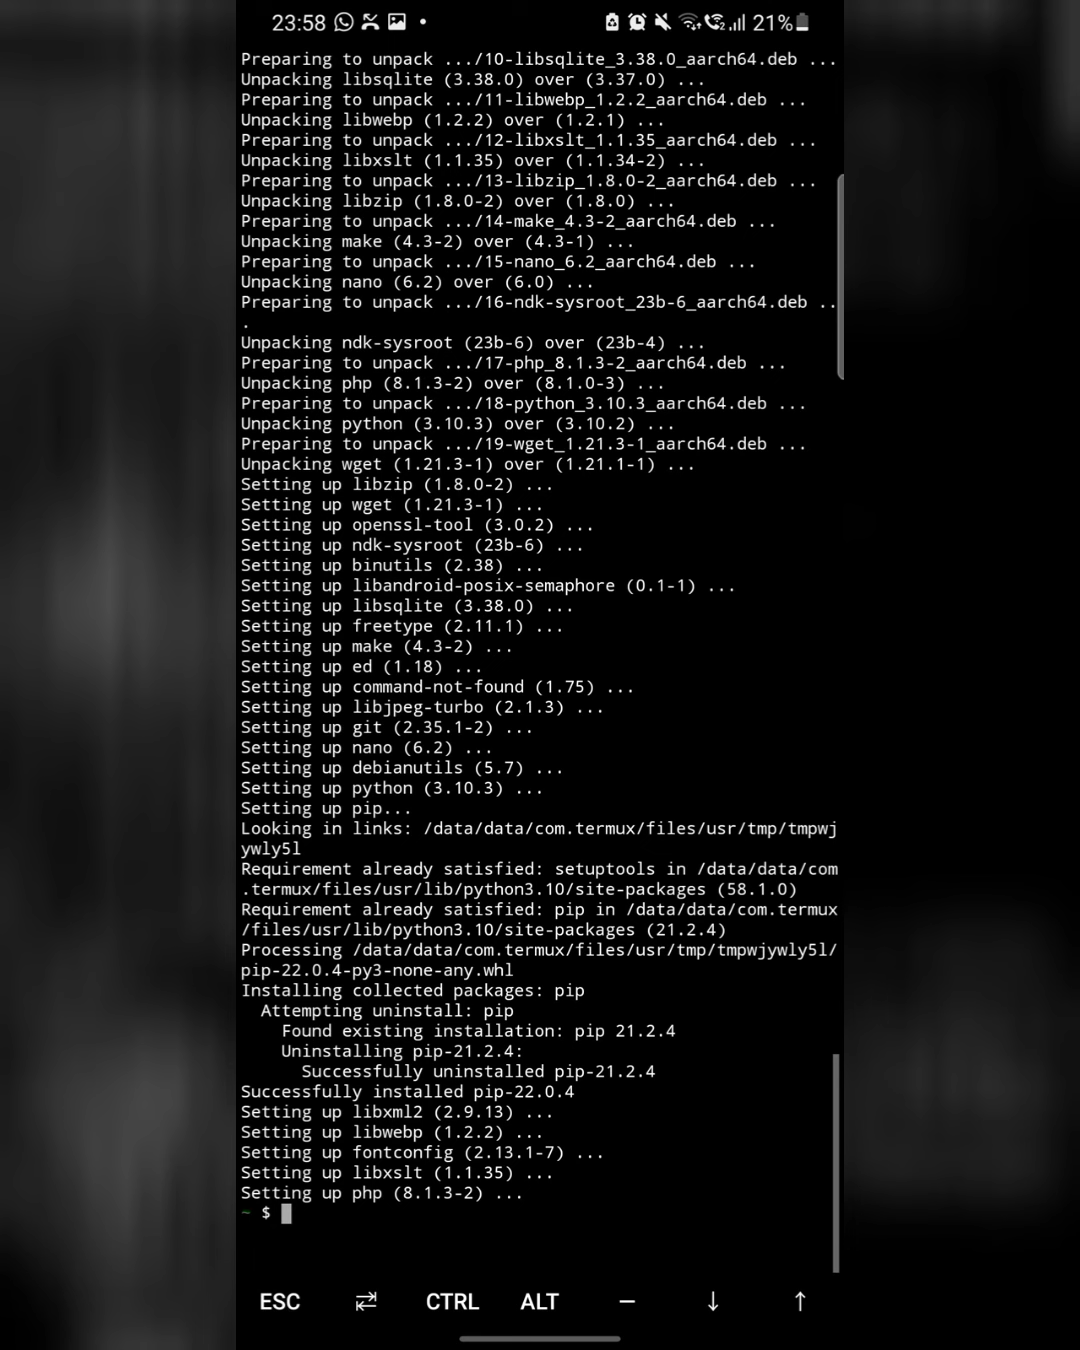 23:58 21%
Preparing to unpack .../10-libsqlite_3.38.0_aarch64.deb ...
Unpacking libsqlite (3.38.0) over (3.37.0) ...
Preparing to unpack .../11-libwebp_1.2.2_aarch64.deb ...
Unpacking libwebp (1.2.2) over (1.2.1) ...
Preparing to unpack .../12-libxslt_1.1.35_aarch64.deb ...
Unpacking libxslt (1.1.35) over (1.1.34-2) ...
Preparing to unpack .../13-libzip_1.8.0-2_aarch64.deb ...
Unpacking libzip (1.8.0-2) over (1.8.0) ...
Preparing to unpack .../14-make_4.3-2_aarch64.deb ...
Unpacking make (4.3-2) over (4.3-1) ...
Preparing to unpack .../15-nano_6.2_aarch64.deb ...
Unpacking nano (6.2) over (6.0) ...
Preparing to unpack .../16-ndk-sysroot_23b-6_aarch64.deb ..
.
Unpacking ndk-sysroot (23b-6) over (23b-4) ...
Preparing to unpack .../17-php_8.1.3-2_aarch64.deb ...
Unpacking php (8.1.3-2) over (8.1.0-3) ...
Preparing to unpack .../18-python_3.10.3_aarch64.deb ...
Unpacking python (3.10.3) over (3.10.2) ...
Preparing to unpack .../19-wget_1.21.3-1_aarch64.deb ...
Unpacking wget (1.21.3-1) over (1.21.1-1) ...
Setting up libzip (1.8.0-2) ...
Setting up wget (1.21.3-1) ...
Setting up openssl-tool (3.0.2) ...
Setting up ndk-sysroot (23b-6) ...
Setting up binutils (2.38) ...
Setting up libandroid-posix-semaphore (0.1-1) ...
Setting up libsqlite (3.38.0) ...
Setting up freetype (2.11.1) ...
Setting up make (4.3-2) ...
Setting up ed (1.18) ...
Setting up command-not-found (1.75) ...
Setting up libjpeg-turbo (2.1.3) ...
Setting up git (2.35.1-2) ...
Setting up nano (6.2) ...
Setting up debianutils (5.7) ...
Setting up python (3.10.3) ...
Setting up pip...
Looking in links: /data/data/com.termux/files/usr/tmp/tmpwj
ywly5l
Requirement already satisfied: setuptools in /data/data/com
.termux/files/usr/lib/python3.10/site-packages (58.1.0)
Requirement already satisfied: pip in /data/data/com.termux
/files/usr/lib/python3.10/site-packages (21.2.4)
Processing /data/data/com.termux/files/usr/tmp/tmpwjywly5l/
pip-22.0.4-py3-none-any.whl
Installing collected packages: pip
  Attempting uninstall: pip
    Found existing installation: pip 21.2.4
    Uninstalling pip-21.2.4:
      Successfully uninstalled pip-21.2.4
Successfully installed pip-22.0.4
Setting up libxml2 (2.9.13) ...
Setting up libwebp (1.2.2) ...
Setting up fontconfig (2.13.1-7) ...
Setting up libxslt (1.1.35) ...
Setting up php (8.1.3-2) ...
~ $
ESC ⇄ CTRL ALT — ↓ ↑